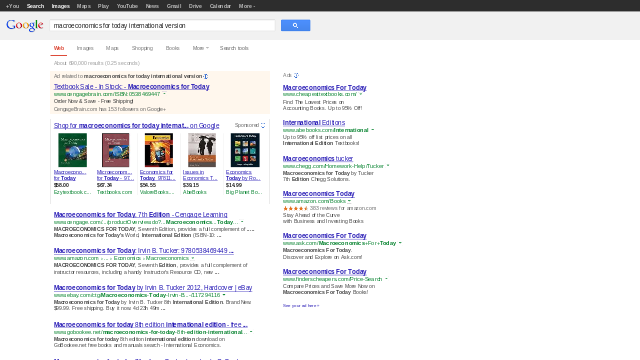 +You Search Images Maps Play YouTube News Gmail Drive Calendar More -
Google macroeconomics for today international version
Web Images Maps Shopping Books More Search tools
About 860,000 results (0.25 seconds)
Ad related to macroeconomics for today international version
Textbook Sale - In Stock: - Macroeconomics for Today
www.cengagebrain.com/ISBN:
Order Now & Save - Free Shipping!
CengageBrain.com has 153 followers on Google+
Shop for macroeconomics for today internat... on Google Sponsored
Macroecono... for Today $58.00 Ecytextbook.c...
Macroeconom... for Today - 97... $67.34 Textbooks.com
Economics for Today, 9781... $54.55 ValoreBooks....
Issues in Economics T... $39.15 AbeBooks
Economics Today by Ro... $14.99 Big Planet Bo...
Macroeconomics for Today, 7th Edition - Cengage Learning
www.cengage.com/.../productOverview.do?...Macroeconomics...Today...
MACROECONOMICS FOR TODAY, Seventh Edition, provides a full complement of ...
Macroeconomics for Today's World. International Edition (ISBN-10: ...
MACROECONOMICS FOR TODAY: Irvin B. Tucker: 9780538469449 ...
www.amazon.com › ... › Economics › Macroeconomics
MACROECONOMICS FOR TODAY, Seventh Edition, provides a full complement of
instructor resources, including a handy Instructor's Resource CD, new ...
Macroeconomics for Today by Irvin B. Tucker 2012, Hardcover | eBay
www.ebay.com/ctg/Macroeconomics-Today-Irvin-B...-/117294116
Macroeconomics for Today by Irvin B. Tucker 8th International Edition. Brand New
$99.99. Free shipping. Buy it now 4d 23h 49m ...
Macroeconomics for today 8th edition International edition - free ...
www.gobookee.net/macroeconomics-for-today-8th-edition-international...
Macroeconomics for today 8th edition international edition download on
GoBookee.net free books and manuals search - International Economics.
Ads
Macroeconomics For Today
www.cheapesttextbooks.com/
Find The Lowest Prices on
Accounting Books. Up to 95% Off!
International Editions
www.abebooks.com/International
Up to 95% off list prices on all
International Edition Textbooks!
Macroeconomics tucker
www.chegg.com/Homework-Help/Tucker
Macroeconomics for Today by Tucker
7th Edition Chegg Solutions.
Macroeconomics Today
www.amazon.com/Books
383 reviews for amazon.com
Stay Ahead of the Curve
with Business and Investing Books
Macroeconomics For Today
www.ask.com/Macroeconomics+For+Today
Macroeconomics For Today.
Discover and Explore on Ask.com!
Macroeconomics For Today
www.finderscheapers.com/Price-Search
Compare Prices and Save More Now on
Macroeconomics For Today Books!
See your ad here »